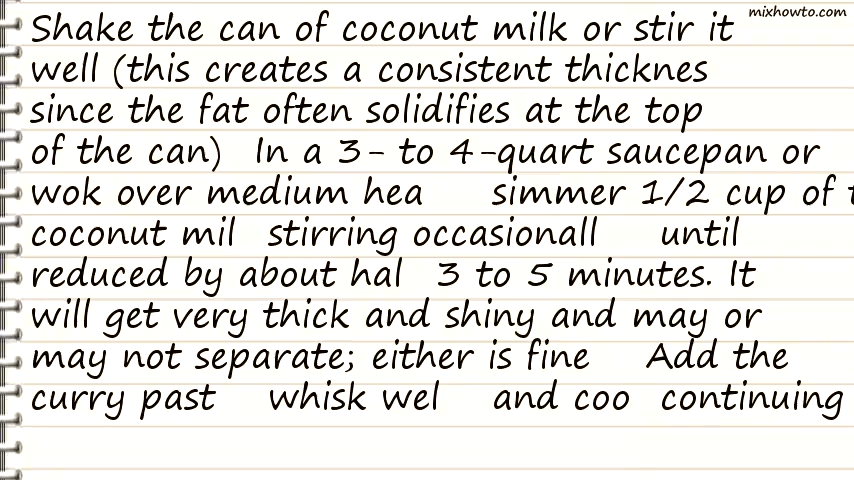 mixhowto.com
Shake the can of coconut milk or stir it
well (this creates a consistent thicknes
since the fat often solidifies at the top
of the can) In a 3- to 4-quart saucepan or
wok over medium hea simmer 1/2 cup of t
coconut mil stirring occasionall until
reduced by about hal 3 to 5 minutes. It
will get very thick and shiny and may or
may not separate; either is fine Add the
curry past whisk wel and coo continuing